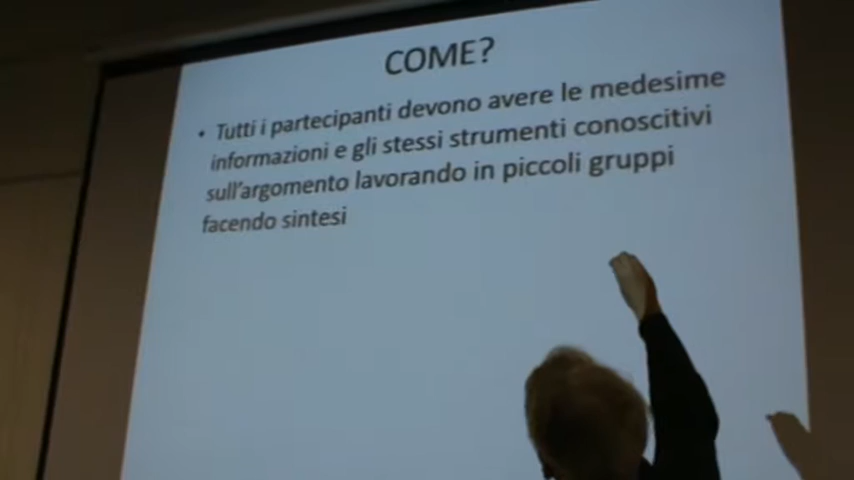 COME?
• Tutti i partecipanti devono avere le medesime
informazioni e gli stessi strumenti conoscitivi
sull'argomento lavorando in piccoli gruppi
facendo sintesi